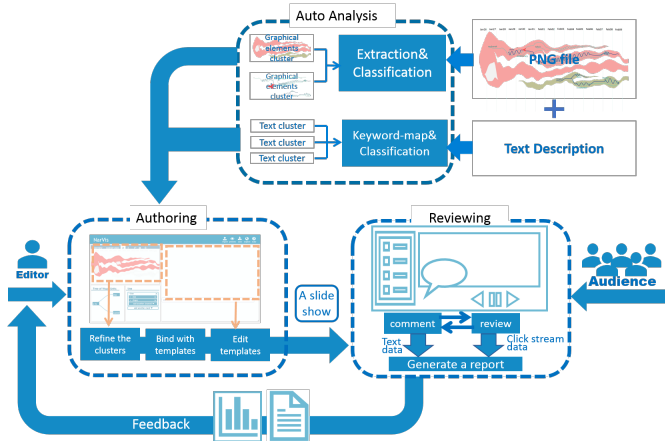 Auto Analysis
Graphical
elements
cluster
Graphical
elements
cluster
Extraction&
Classification
PNG file
Text cluster
Text cluster
Text cluster
Keyword-map&
Classification
Text Description
Authoring
Reviewing
NarVis
Editor
Refine the
clusters
Bind with
templates
Edit
templates
A slide
show
comment
review
Text
data
Click stream
data
Generate a report
Audience
Feedback